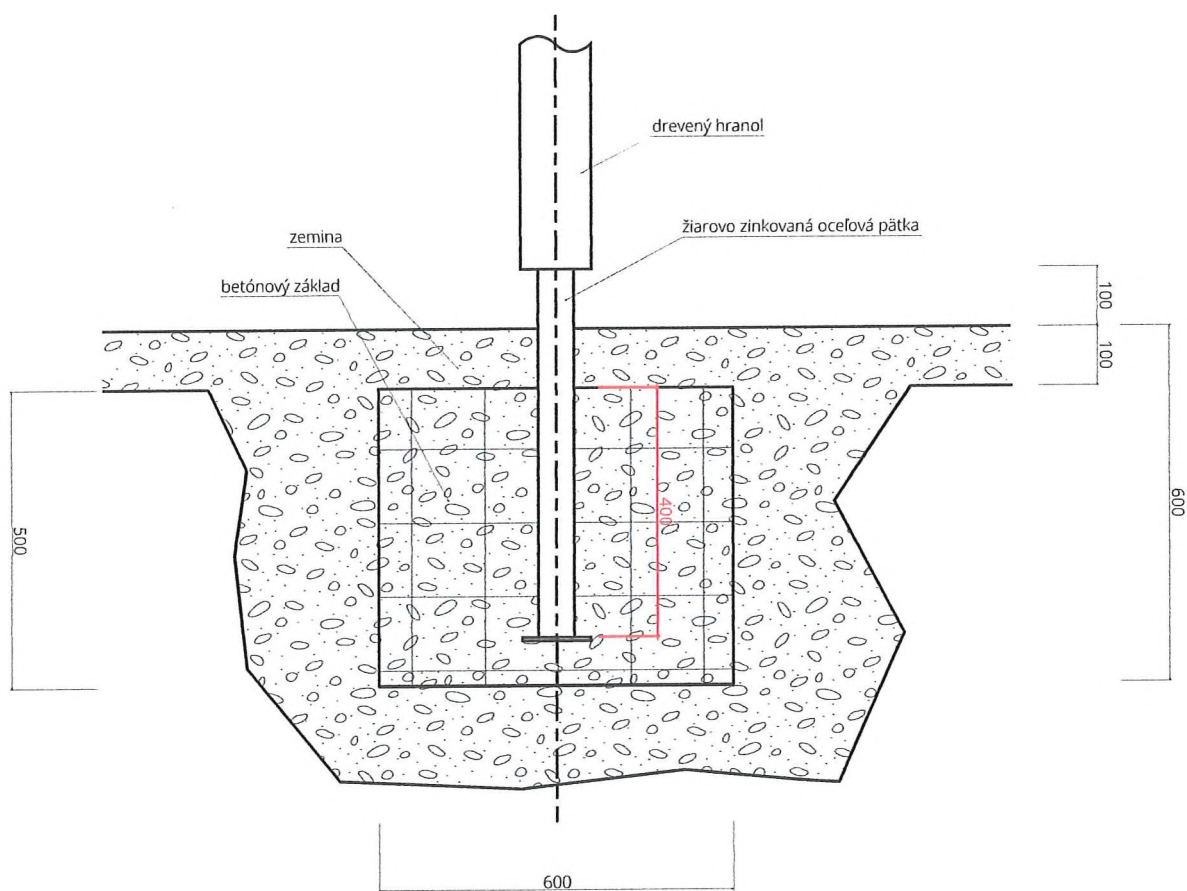 drevený hranol
žiarovo zinkovaná oceľová pätka
zemina
betónový základ
100
100
600
500
400
600